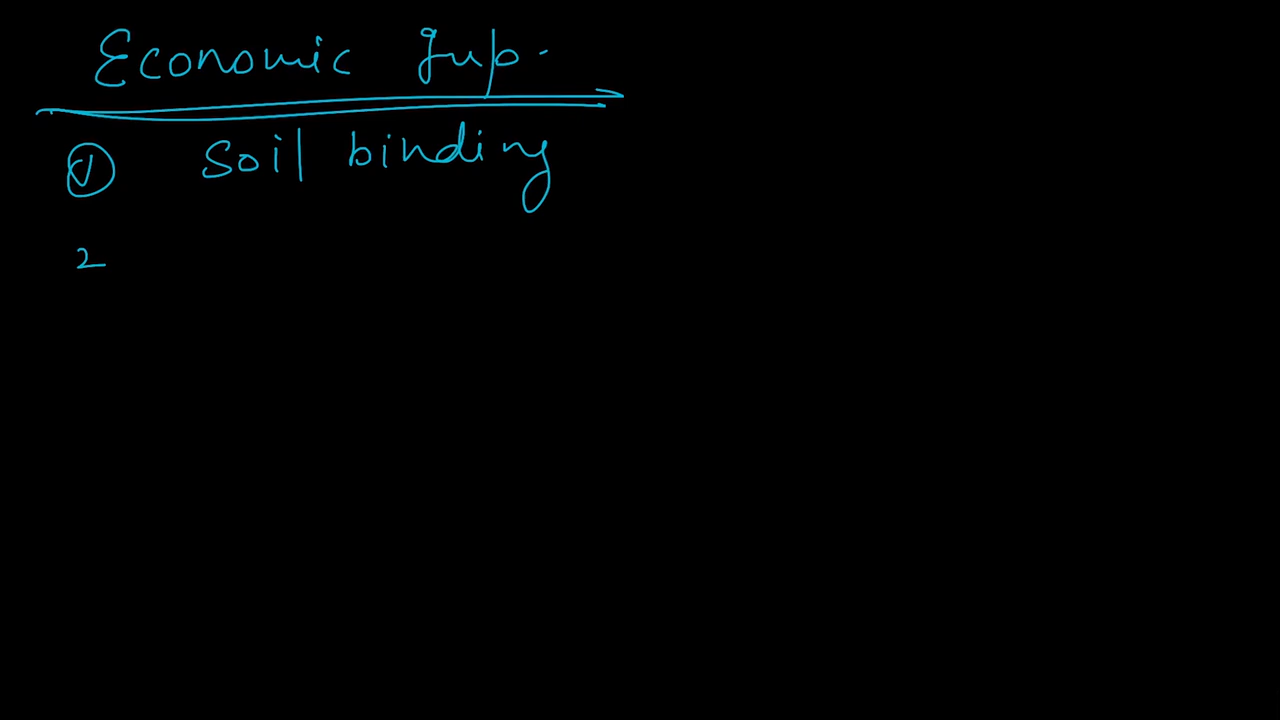 Economic Imp.
① Soil binding
2